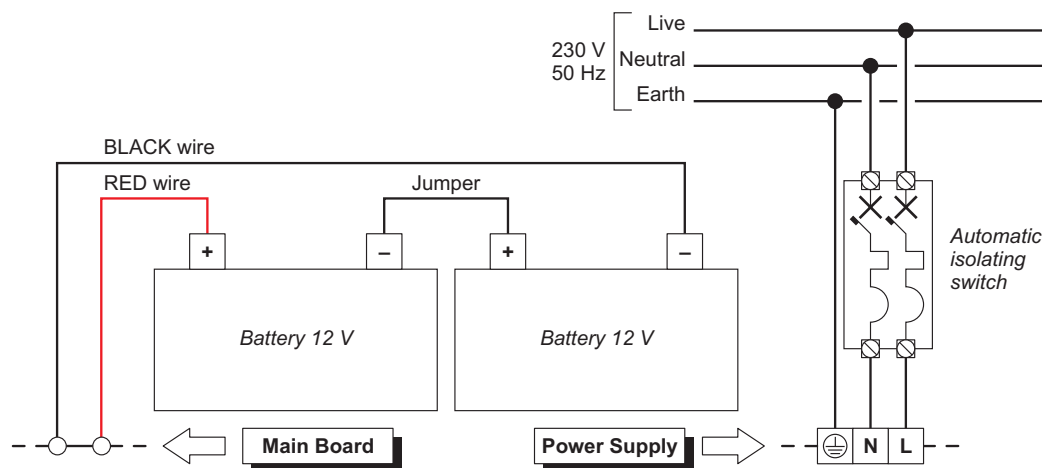 Live
230 V
50 Hz
Neutral
Earth
BLACK wire
RED wire
Jumper
+
–
+
–
Automatic
isolating
switch
Battery 12 V
Battery 12 V
Main Board
Power Supply
N
L